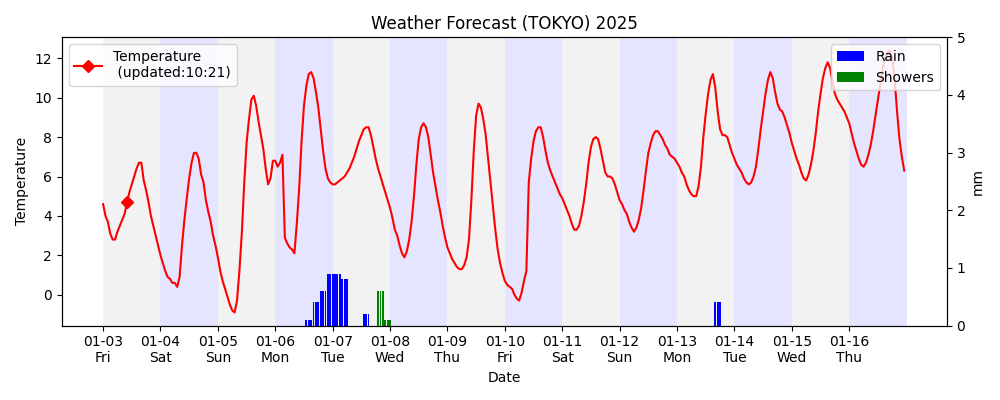 Weather Forecast (TOKYO) 2025
Temperature
(updated:10:21)
Rain
Showers
Temperature
12
10
8
6
4
2
0
5
4
3
2
1
0
mm
01-03 01-04 01-05 01-06 01-07 01-08 01-09 01-10 01-11 01-12 01-13 01-14 01-15 01-16
Fri Sat Sun Mon Tue Wed Thu Fri Sat Sun Mon Tue Wed Thu
Date